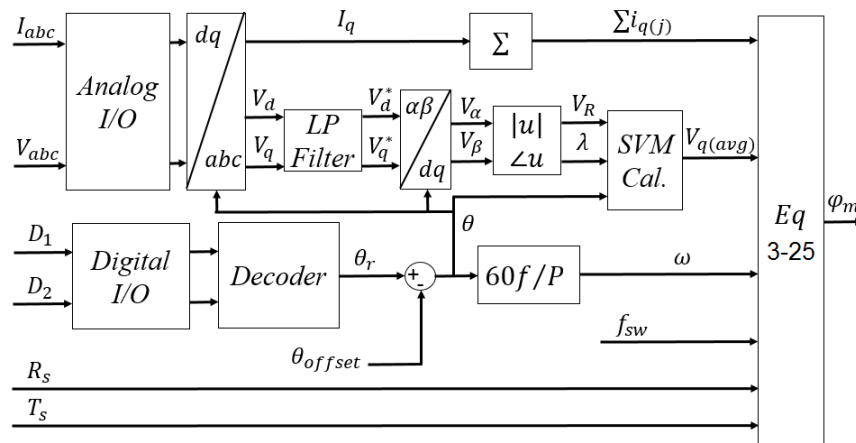 I_abc
V_abc
Analog
I/O
dq
abc
I_q
Σ
∑i_q(j)
V_d
V_q
LP
Filter
V_d^*
V_q^*
αβ
dq
V_α
V_β
|u|
∠u
V_R
λ
SVM
Cal.
V_q(avg)
Eq
3-25
φ_m
θ
D_1
D_2
Digital
I/O
Decoder
θ_r
+
-
60f/P
ω
θ_offset
f_sw
R_s
T_s